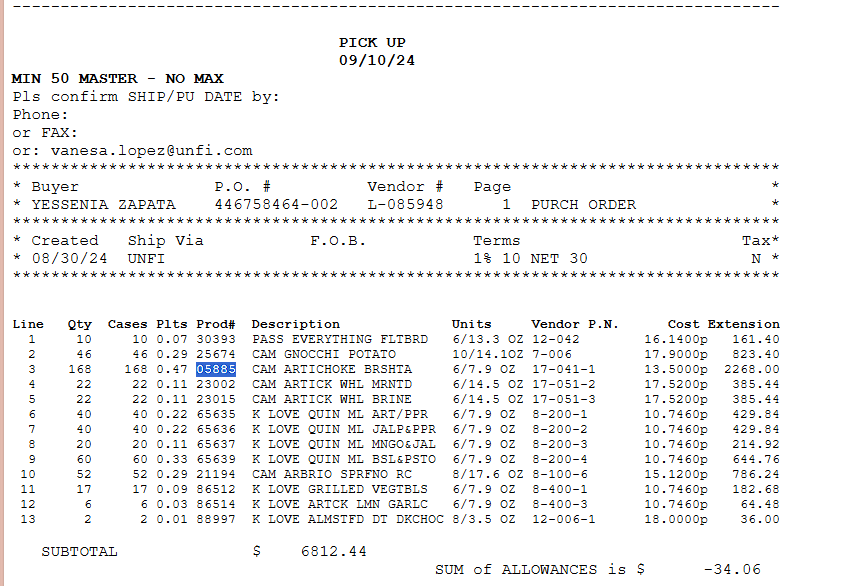 --------------------------------------------------------------------------------
PICK UP
09/10/24
MIN 50 MASTER - NO MAX
Pls confirm SHIP/PU DATE by:
Phone:
or FAX:
or: vanesa.lopez@unfi.com
********************************************************************************
* Buyer P.O. # Vendor # Page *
* YESSENIA ZAPATA 446758464-002 L-085948 1 PURCH ORDER *
********************************************************************************
* Created Ship Via F.O.B. Terms Tax*
* 08/30/24 UNFI 1% 10 NET 30 N *
********************************************************************************
Line Qty Cases Plts Prod# Description Units Vendor P.N. Cost Extension
1 10 10 0.07 30393 PASS EVERYTHING FLTBRD 6/13.3 OZ 12-042 16.1400p 161.40
2 46 46 0.29 25674 CAM GNOCCHI POTATO 10/14.1OZ 7-006 17.9000p 823.40
3 168 168 0.47 05885 CAM ARTICHOKE BRSHTA 6/7.9 OZ 17-041-1 13.5000p 2268.00
4 22 22 0.11 23002 CAM ARTICK WHL MRNTD 6/14.5 OZ 17-051-2 17.5200p 385.44
5 22 22 0.11 23015 CAM ARTICK WHL BRINE 6/14.5 OZ 17-051-3 17.5200p 385.44
6 40 40 0.22 65635 K LOVE QUIN ML ART/PPR 6/7.9 OZ 8-200-1 10.7460p 429.84
7 40 40 0.22 65636 K LOVE QUIN ML JALP&PPR 6/7.9 OZ 8-200-2 10.7460p 429.84
8 20 20 0.11 65637 K LOVE QUIN ML MNGO&JAL 6/7.9 OZ 8-200-3 10.7460p 214.92
9 60 60 0.33 65639 K LOVE QUIN ML BSL&PSTO 6/7.9 OZ 8-200-4 10.7460p 644.76
10 52 52 0.29 21194 CAM ARBRIO SPRFNO RC 8/17.6 OZ 8-100-6 15.1200p 786.24
11 17 17 0.09 86512 K LOVE GRILLED VEGTBLS 6/7.9 OZ 8-400-1 10.7460p 182.68
12 6 6 0.03 86514 K LOVE ARTCK LMN GARLC 6/7.9 OZ 8-400-3 10.7460p 64.48
13 2 2 0.01 88997 K LOVE ALMSTFD DT DKCHOC 8/3.5 OZ 12-006-1 18.0000p 36.00
SUBTOTAL $ 6812.44
SUM of ALLOWANCES is $ -34.06